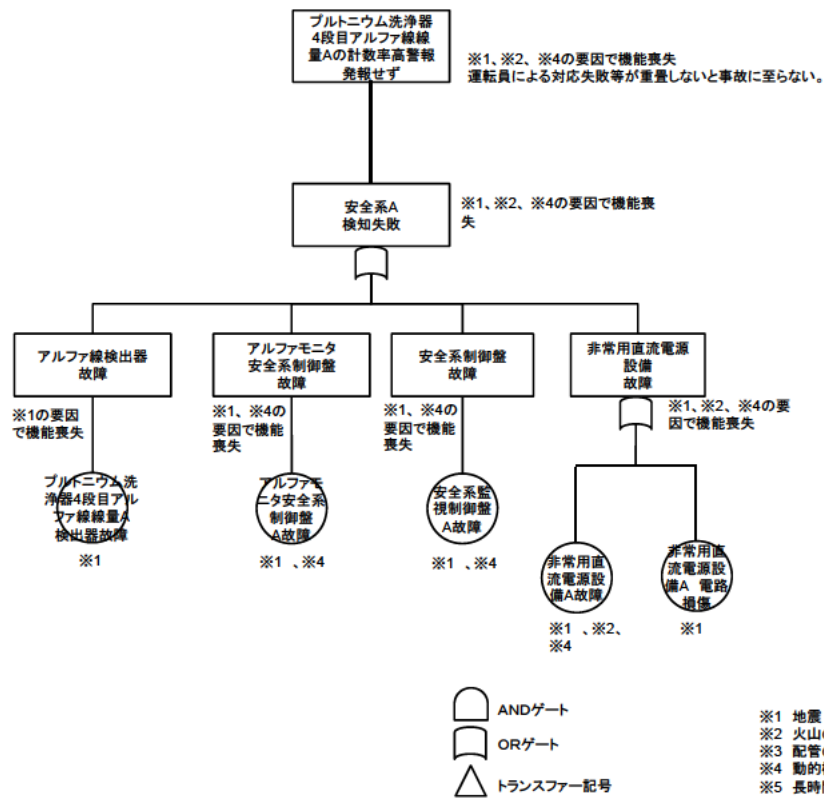 プルトニウム洗浄器
4段目アルファ線線
量Aの計数率高警報
発報せず
※1、※2、※4の要因で機能喪失
運転員による対応失敗等が重畳しないと事故に至らない。
安全系A
検知失敗
※1、※2、※4の要因で機能喪
失
アルファ線検出器
故障
アルファモニタ
安全系制御盤
故障
安全系制御盤
故障
非常用直流電源
設備
故障
※1の要因
で機能喪失
※1、※4の
要因で機能
喪失
※1、※4の
要因で機能
喪失
※1、※2、※4の要
因で機能喪失
プルトニウム洗
浄器4段目アル
ファ線線量A
検出器故障
※1
アルファモ
ニタ安全系
制御盤
A故障
※1 、※4
安全系監
視制御盤
A故障
※1 、※4
非常用直
流電源設
備A故障
※1 、※2、
※4
非常用直
流電源設
備A 電路
損傷
※1
ANDゲート
ORゲート
トランスファー記号
※1 地震
※2 火山
※3 配管
※4 動的
※5 長時